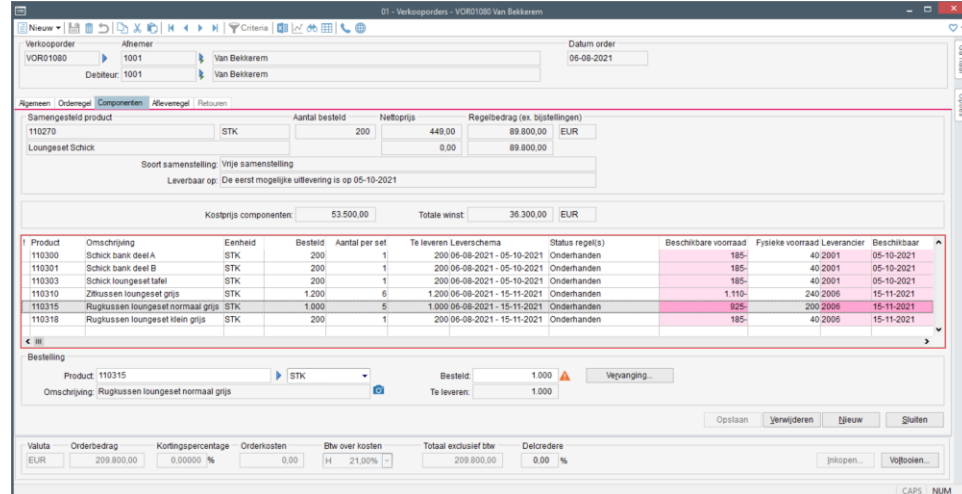 01 - Verkooporders - VOR01080 Van Bekkerem
Nieuw Criteria
Verkooporder Afnemer Datum order
VOR01080 1001 Van Bekkerem 06-08-2021
Debiteur: 1001 Van Bekkerem
Algemeen Orderregel Componenten Afleverregel Retouren
Samengesteld product Aantal besteld Nettoprijs Regelbedrag (ex. bijstellingen)
110270 STK 200 449,00 89.800,00 EUR
Loungeset Schick 0,00 89.800,00
Soort samenstelling: Vrije samenstelling
Leverbaar op: De eerst mogelijke uitlevering is op 05-10-2021
Kostprijs componenten: 53.500,00 Totale winst: 36.300,00 EUR
! Product Omschrijving Eenheid Besteld Aantal per set Te leveren Leverschema Status regel(s) Beschikbare voorraad Fysieke voorraad Leverancier Beschikbaar
110300 Schick bank deel A STK 200 1 200 06-08-2021 - 05-10-2021 Onderhanden 185- 40 2001 05-10-2021
110301 Schick bank deel B STK 200 1 200 06-08-2021 - 05-10-2021 Onderhanden 185- 40 2001 05-10-2021
110303 Schick loungeset tafel STK 200 1 200 06-08-2021 - 05-10-2021 Onderhanden 185- 40 2001 05-10-2021
110310 Zitkussen loungeset grijs STK 1.200 6 1.200 06-08-2021 - 15-11-2021 Onderhanden 1.110- 240 2006 15-11-2021
110315 Rugkussen loungeset normaal grijs STK 1.000 5 1.000 06-08-2021 - 15-11-2021 Onderhanden 925- 200 2006 15-11-2021
110318 Rugkussen loungeset klein grijs STK 200 1 200 06-08-2021 - 15-11-2021 Onderhanden 185- 40 2006 15-11-2021
Bestelling
Product: 110315 STK Besteld: 1.000 Vervanging...
Omschrijving: Rugkussen loungeset normaal grijs Te leveren: 1.000
Opslaan Verwijderen Nieuw Sluiten
Valuta Orderbedrag Kortingspercentage Orderkosten Btw over kosten Totaal exclusief btw Delcredere
EUR 209.800,00 0,00000 % 0,00 H 21,00% 209.800,00 0,00 % Inkopen... Voltooien...
CAPS NUM